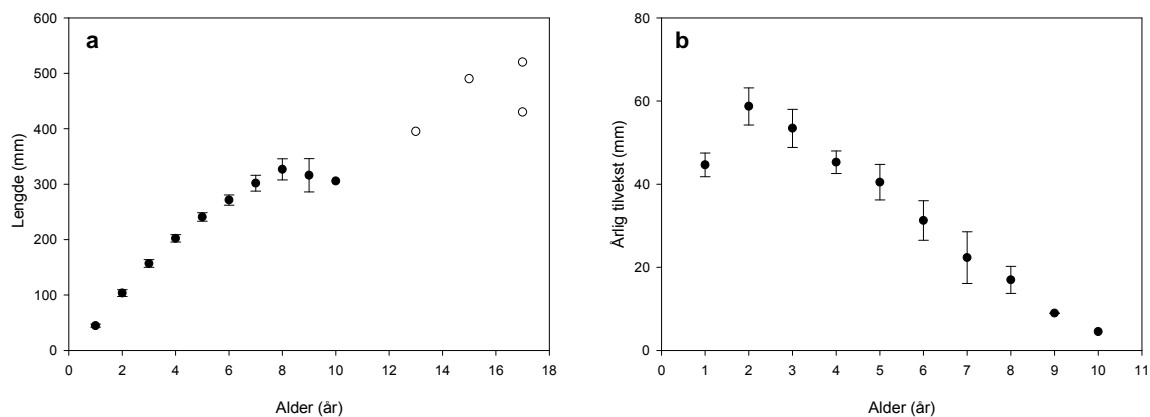 a
Lengde (mm)
600
500
400
300
200
100
0
0 2 4 6 8 10 12 14 16 18
Alder (år)
b
Årlig tilvekst (mm)
80
60
40
20
0
0 1 2 3 4 5 6 7 8 9 10 11
Alder (år)